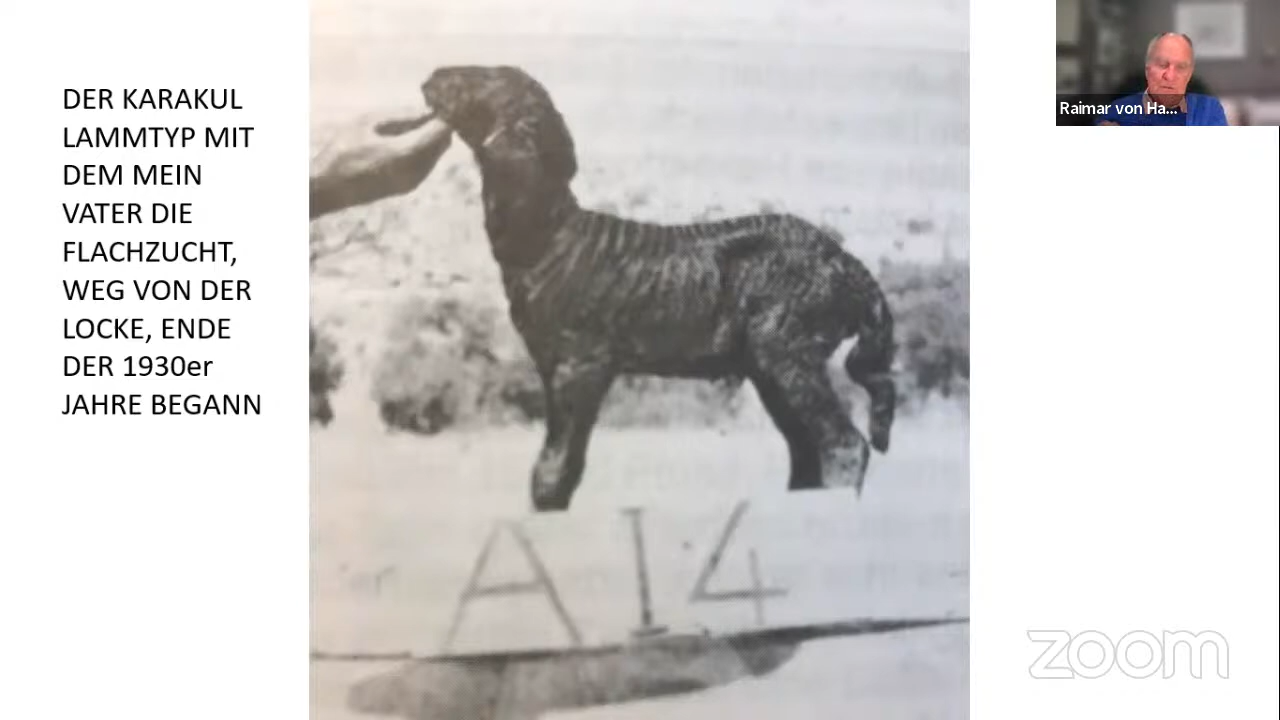 DER KARAKUL
LAMMTYP MIT
DEM MEIN
VATER DIE
FLACHZUCHT,
WEG VON DER
LOCKE, ENDE
DER 1930er
JAHRE BEGANN
A14
Raimar von Ha...
zoom